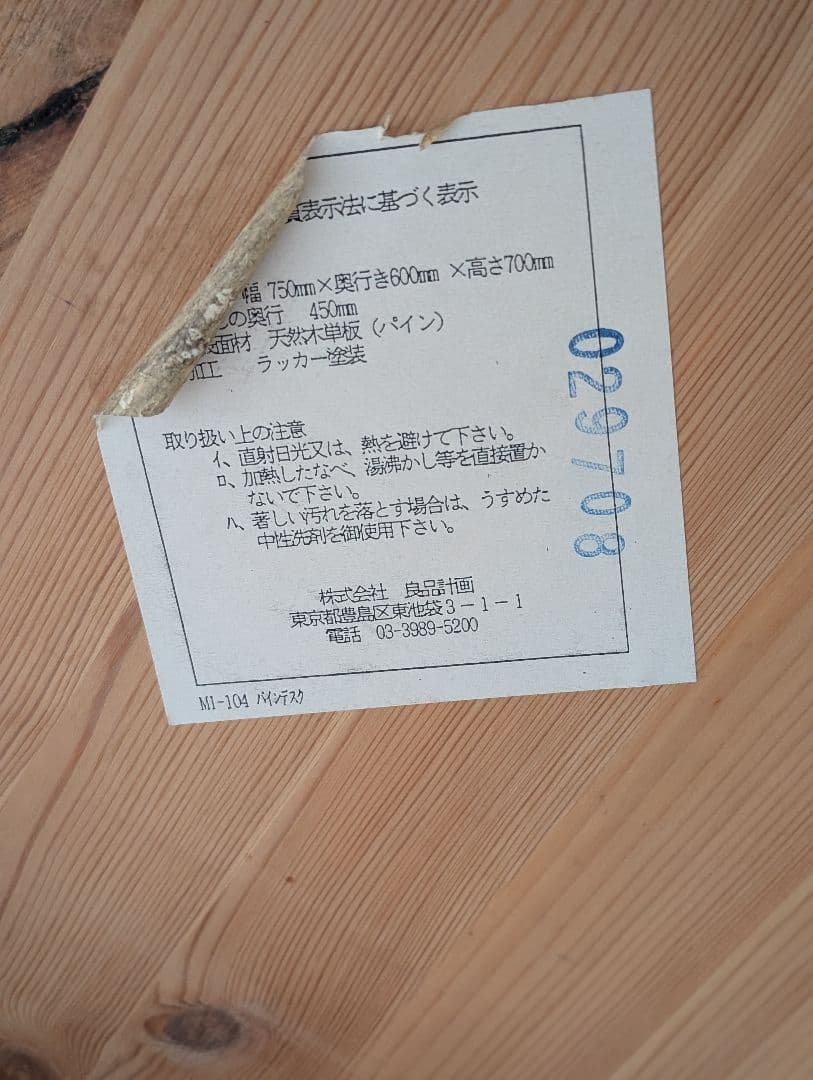 質表示法に基づく表示
幅 750mm×奥行き600mm ×高さ700mm
の奥行 450mm
表面材 天然木単板（パイン）
加工 ラッカー塗装
取り扱い上の注意
イ、直射日光又は、熱を避けて下さい。
ロ、加熱したなべ、湯沸かし等を直接置か
ないで下さい。
ハ、著しい汚れを落とす場合は、うすめた
中性洗剤を御使用下さい。
株式会社 良品計画
東京都豊島区東池袋３－１－１
電話 03-3989-5200
MI-104 パインデスク
029708